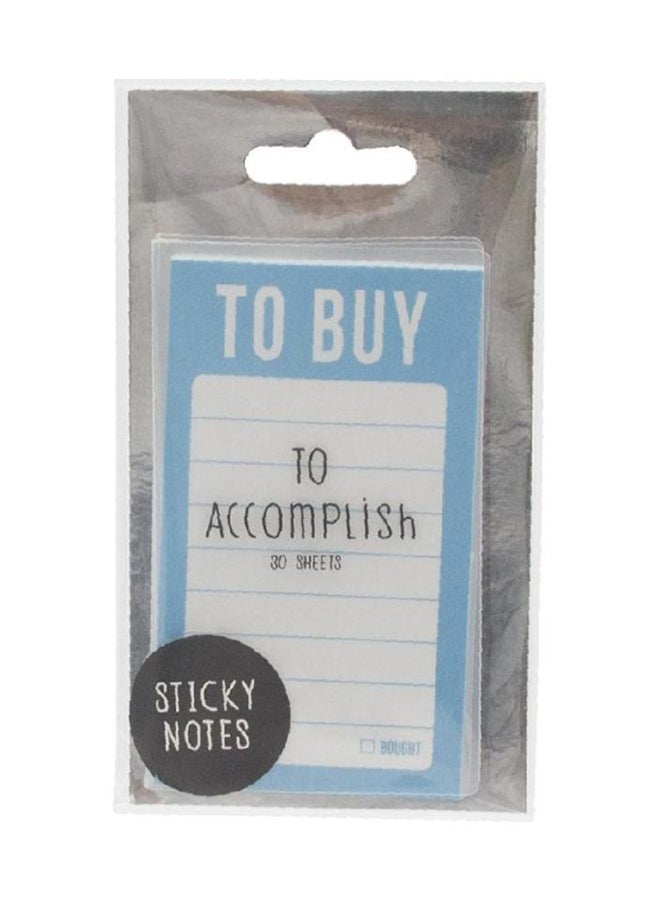 TO BUY
TO
ACCOMPLISh
30 SHEETS
STICKY
NOTES
BOUGHT